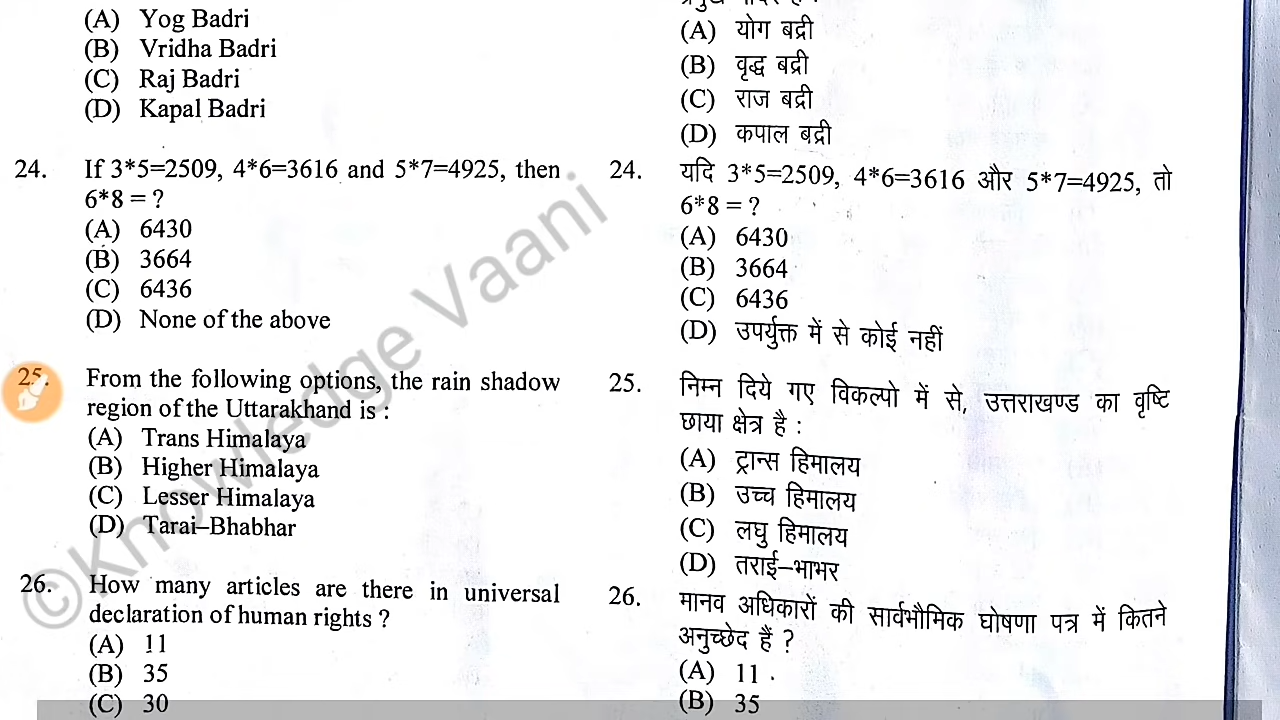 (A) Yog Badri
(B) Vridha Badri
(C) Raj Badri
(D) Kapal Badri
24. If 3*5=2509, 4*6=3616 and 5*7=4925, then
6*8 = ?
(A) 6430
(B) 3664
(C) 6436
(D) None of the above
25. From the following options, the rain shadow
region of the Uttarakhand is :
(A) Trans Himalaya
(B) Higher Himalaya
(C) Lesser Himalaya
(D) Tarai–Bhabhar
26. How many articles are there in universal
declaration of human rights ?
(A) 11
(B) 35
(C) 30
(A) योग बद्री
(B) वृद्ध बद्री
(C) राज बद्री
(D) कपाल बद्री
24. यदि 3*5=2509, 4*6=3616 और 5*7=4925, तो
6*8 = ?
(A) 6430
(B) 3664
(C) 6436
(D) उपर्युक्त में से कोई नहीं
25. निम्न दिये गए विकल्पो में से, उत्तराखण्ड का वृष्टि
छाया क्षेत्र है :
(A) ट्रान्स हिमालय
(B) उच्च हिमालय
(C) लघु हिमालय
(D) तराई–भाभर
26. मानव अधिकारों की सार्वभौमिक घोषणा पत्र में कितने
अनुच्छेद हैं ?
(A) 11
(B) 35
©Knowledge Vaani